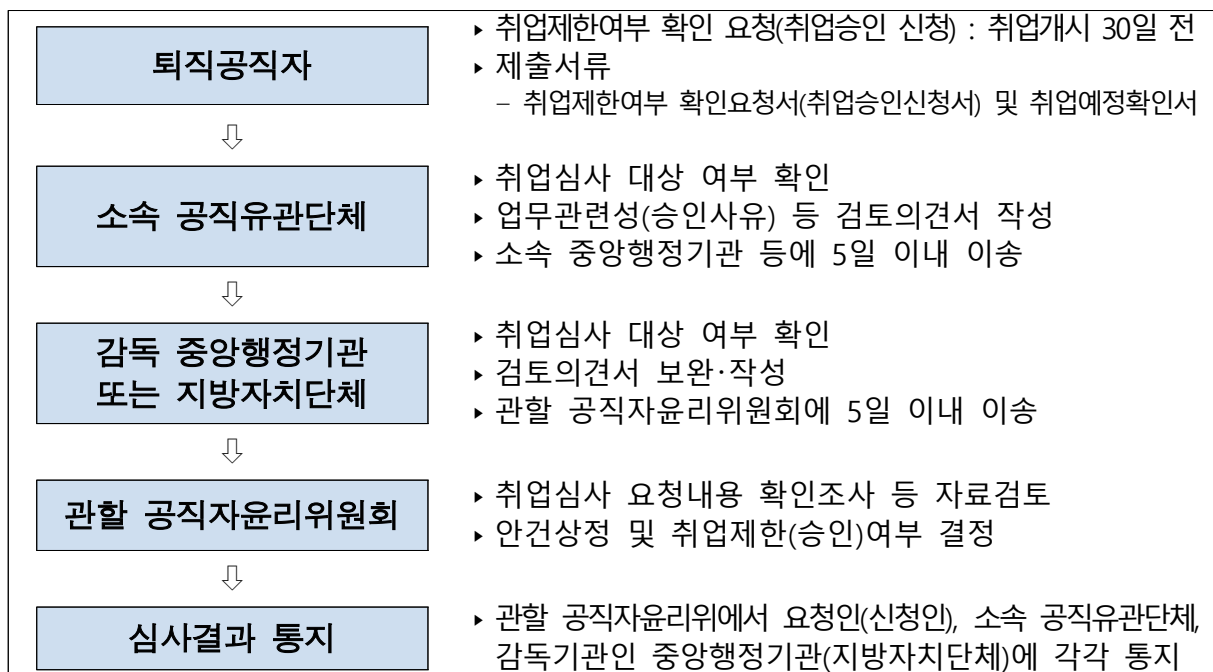 퇴직공직자
▸ 취업제한여부 확인 요청(취업승인 신청) : 취업개시 30일 전
▸ 제출서류
－ 취업제한여부 확인요청서(취업승인신청서) 및 취업예정확인서
⇩
소속 공직유관단체
▸ 취업심사 대상 여부 확인
▸ 업무관련성(승인사유) 등 검토의견서 작성
▸ 소속 중앙행정기관 등에 5일 이내 이송
⇩
감독 중앙행정기관
또는 지방자치단체
▸ 취업심사 대상 여부 확인
▸ 검토의견서 보완·작성
▸ 관할 공직자윤리위원회에 5일 이내 이송
⇩
관할 공직자윤리위원회
▸ 취업심사 요청내용 확인조사 등 자료검토
▸ 안건상정 및 취업제한(승인)여부 결정
⇩
심사결과 통지
▸ 관할 공직자윤리위에서 요청인(신청인), 소속 공직유관단체,
감독기관인 중앙행정기관(지방자치단체)에 각각 통지